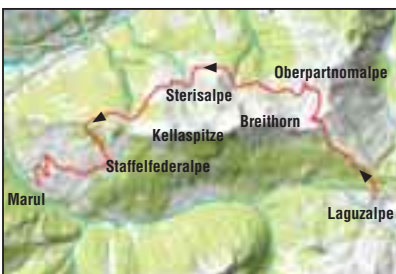 Oberpartnomalpe
Sterisalpe
Breithorn
Kellaspitze
Staffelfederalpe
Marul
Laguzalpe